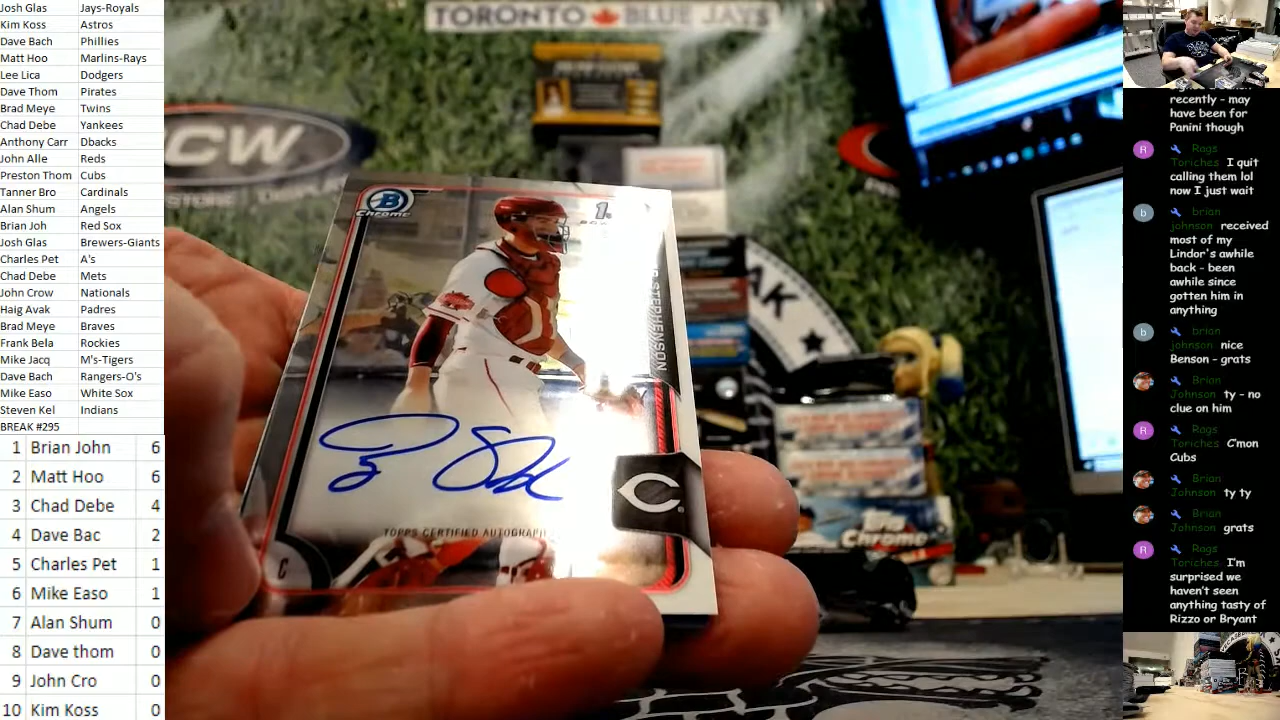 Josh Glas Jays-Royals
Kim Koss Astros
Dave Bach Phillies
Matt Hoo Marlins-Rays
Lee Lica Dodgers
Dave Thom Pirates
Brad Meye Twins
Chad Debe Yankees
Anthony Carr Dbacks
John Alle Reds
Preston Thom Cubs
Tanner Bro Cardinals
Alan Shum Angels
Brian Joh Red Sox
Josh Glas Brewers-Giants
Charles Pet A's
Chad Debe Mets
John Crow Nationals
Haig Avak Padres
Brad Meye Braves
Frank Bela Rockies
Mike Jacq M's-Tigers
Dave Bach Rangers-O's
Mike Easo White Sox
Steven Kel Indians
BREAK #295
1 Brian John 6
2 Matt Hoo 6
3 Chad Debe 4
4 Dave Bac 2
5 Charles Pet 1
6 Mike Easo 1
7 Alan Shum 0
8 Dave thom 0
9 John Cro 0
10 Kim Koss 0
TORONTO BLUE JAYS
CW
B
Chrome
1
STEPHENSON
TOPPS CERTIFIED AUTOGRAPH
C
C
Topps
Chrome
recently - may
have been for
Panini though
R Rags
Toriches I quit
calling them lol
now I just wait
b brian
johnson received
most of my
Lindor's awhile
back - been
awhile since
gotten him in
anything
b brian
johnson nice
Benson - grats
Brian
Johnson ty - no
clue on him
R Rags
Toriches C'mon
Cubs
Brian
Johnson ty ty
Brian
Johnson grats
R Rags
Toriches I'm
surprised we
haven't seen
anything tasty of
Rizzo or Bryant